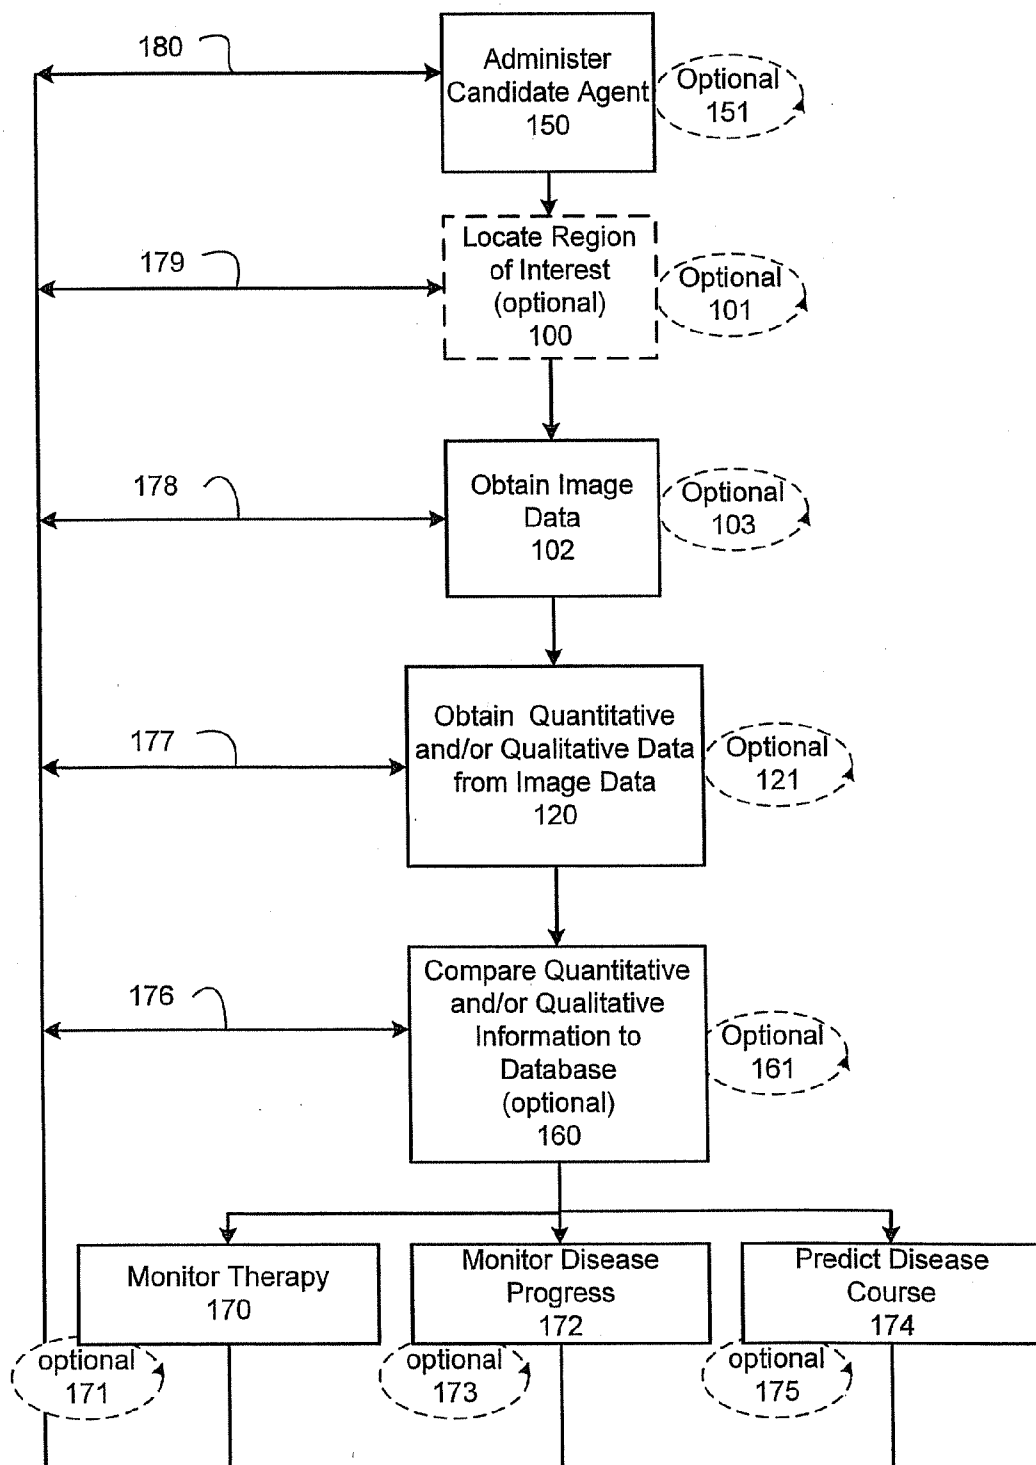 180
Administer
Candidate Agent
150
Optional
151
179
Locate Region
of Interest
(optional)
100
Optional
101
178
Obtain Image
Data
102
Optional
103
177
Obtain Quantitative
and/or Qualitative Data
from Image Data
120
Optional
121
176
Compare Quantitative
and/or Qualitative
Information to
Database
(optional)
160
Optional
161
Monitor Therapy
170
Monitor Disease
Progress
172
Predict Disease
Course
174
optional
171
optional
173
optional
175